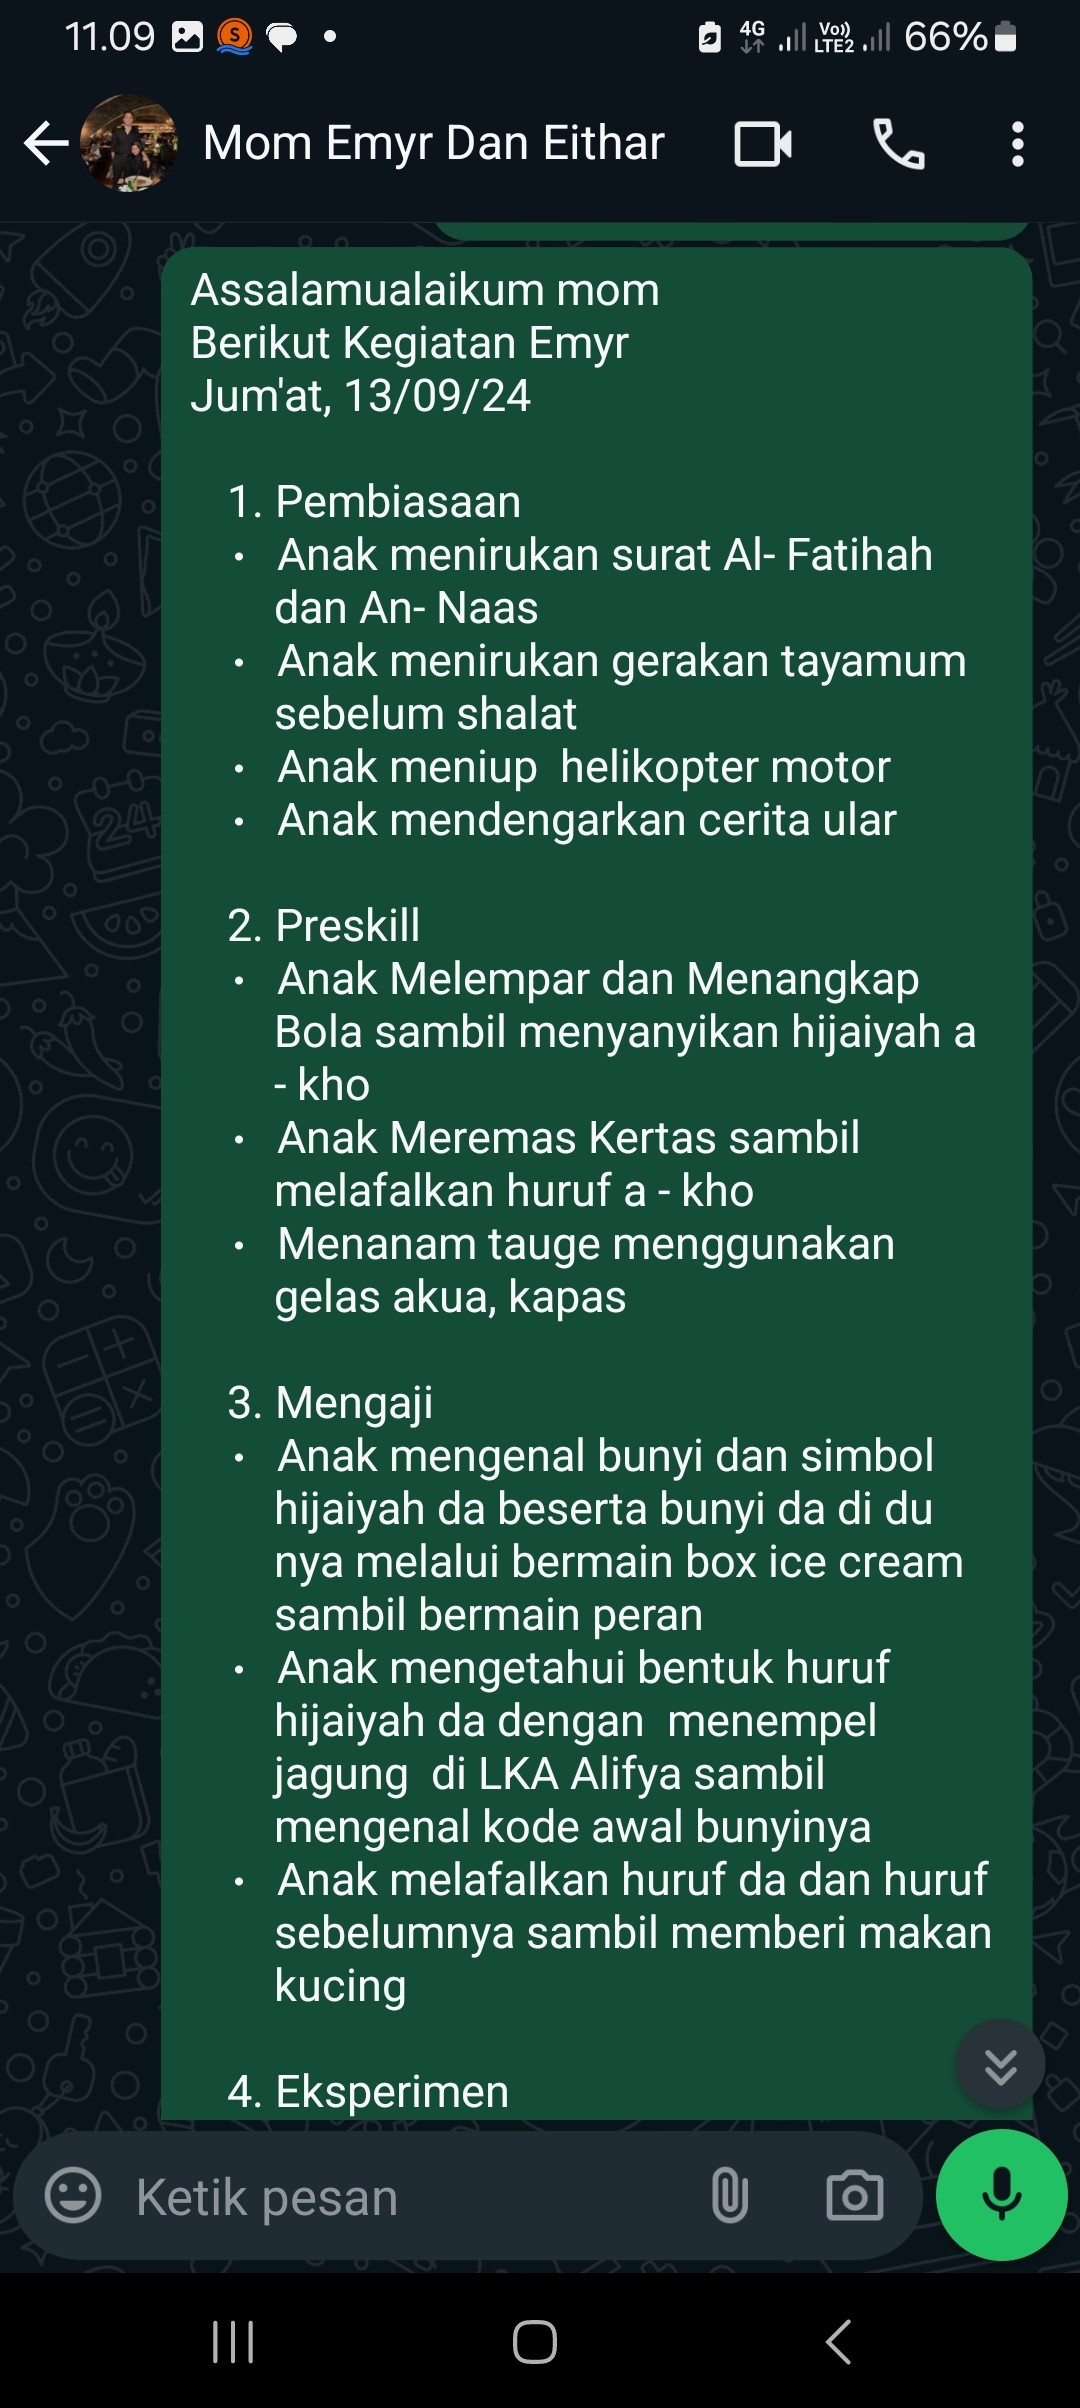 11.09
4G
Vo))
LTE2
66%
Mom Emyr Dan Eithar
Assalamualaikum mom
Berikut Kegiatan Emyr
Jum'at, 13/09/24
1. Pembiasaan
• Anak menirukan surat Al- Fatihah
dan An- Naas
• Anak menirukan gerakan tayamum
sebelum shalat
• Anak meniup  helikopter motor
• Anak mendengarkan cerita ular
2. Preskill
• Anak Melempar dan Menangkap
Bola sambil menyanyikan hijaiyah a
- kho
• Anak Meremas Kertas sambil
melafalkan huruf a - kho
• Menanam tauge menggunakan
gelas akua, kapas
3. Mengaji
• Anak mengenal bunyi dan simbol
hijaiyah da beserta bunyi da di du
nya melalui bermain box ice cream
sambil bermain peran
• Anak mengetahui bentuk huruf
hijaiyah da dengan  menempel
jagung  di LKA Alifya sambil
mengenal kode awal bunyinya
• Anak melafalkan huruf da dan huruf
sebelumnya sambil memberi makan
kucing
4. Eksperimen
Ketik pesan